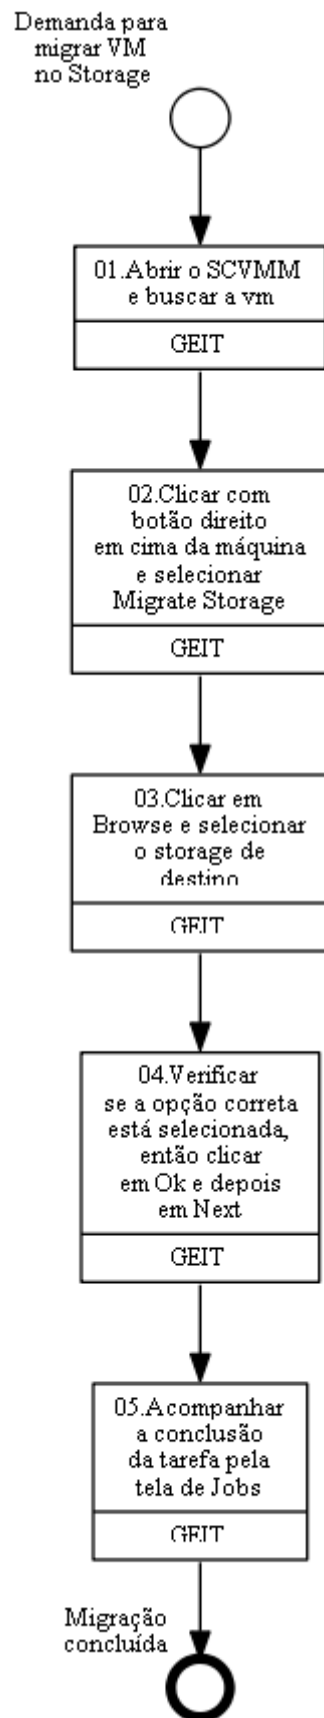 Demanda para
migrar VM
no Storage
01.Abrir o SCVMM
e buscar a vm
GEIT
02.Clicar com
botão direito
em cima da máquina
e selecionar
Migrate Storage
GEIT
03.Clicar em
Browse e selecionar
o storage de
destino
GEIT
04.Verificar
se a opção correta
está selecionada,
então clicar
em Ok e depois
em Next
GEIT
05.Acompanhar
a conclusão
da tarefa pela
tela de Jobs
GEIT
Migração
concluída